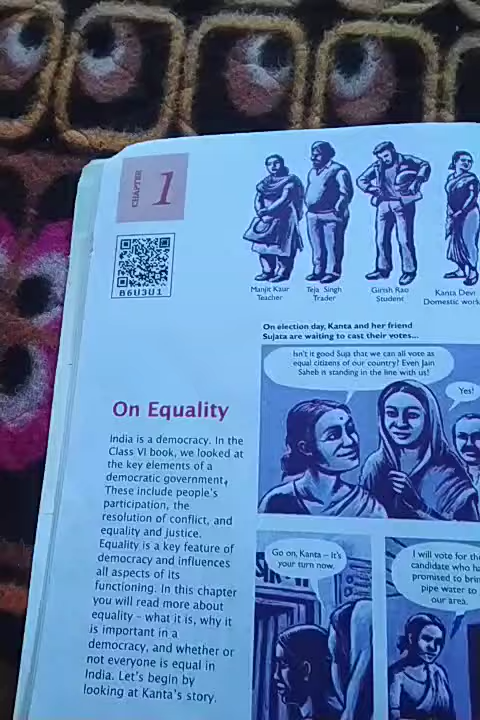 CHAPTER
1
B6U3U1
Manjit Kaur
Teacher
Teja Singh
Trader
Girish Rao
Student
Kanta Devi
Domestic
On election day, Kanta and her friend
Sujata are waiting to cast their votes...
Isn't it good Suja that we can all vote as
equal citizens of our country? Even Jain
Saheb is standing in the line with us!
Yes!
On Equality
India is a democracy. In the
Class VI book, we looked at
the key elements of a
democratic government.
These include people's
participation, the
resolution of conflict, and
equality and justice.
Equality is a key feature of
democracy and influences
all aspects of its
functioning. In this chapter
you will read more about
equality – what it is, why it
is important in a
democracy, and whether or
not everyone is equal in
India. Let's begin by
looking at Kanta's story.
Go on, Kanta – It's
your turn now.
I will vote for the
candidate who
promised to
pipe water to
our area.